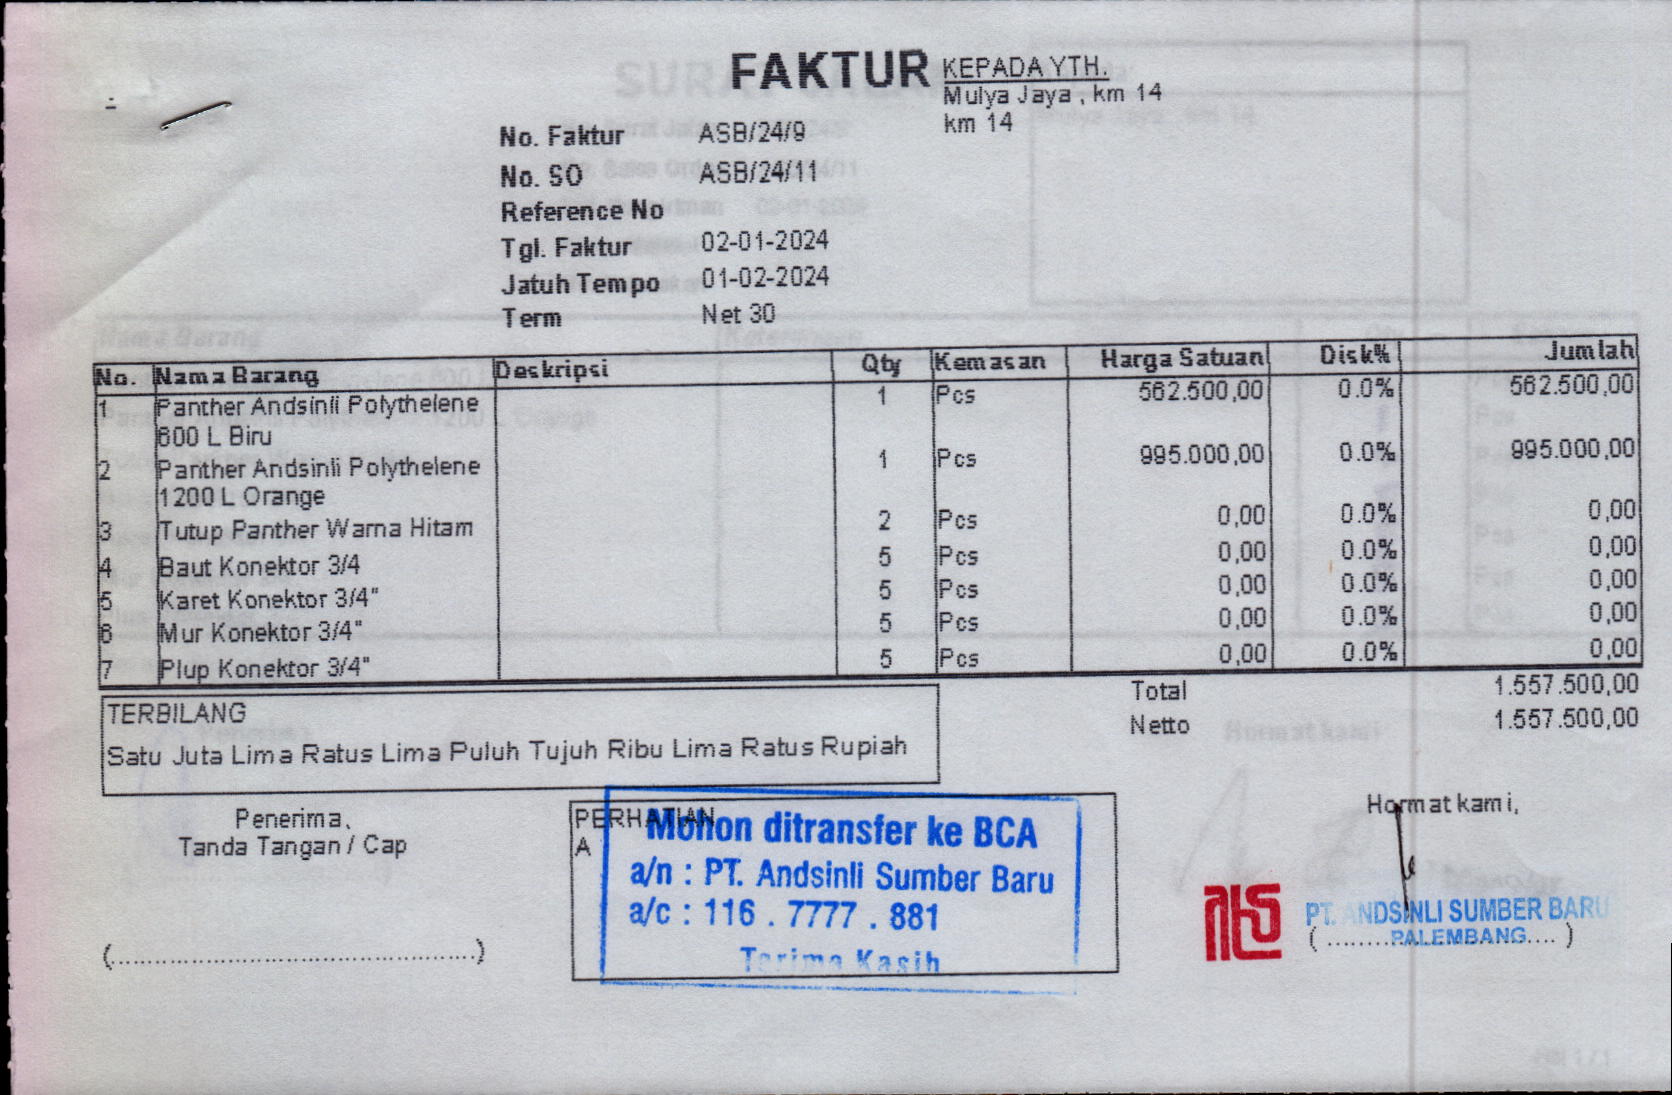 FAKTUR
KEPADA YTH.
Mulya Jaya , km 14
km 14
No. Faktur ASB/24/9
No. SO ASB/24/11
Reference No
Tgl. Faktur 02-01-2024
Jatuh Tempo 01-02-2024
Term Net 30
No. Nama Barang Deskripsi Qty Kemasan Harga Satuan Disk% Jumlah
1 Panther Andsinli Polythelene 1 Pcs 562.500,00 0.0% 562.500,00
600 L Biru
2 Panther Andsinli Polythelene 1 Pcs 995.000,00 0.0% 995.000,00
1200 L Orange
3 Tutup Panther Warna Hitam 2 Pcs 0,00 0.0% 0,00
4 Baut Konektor 3/4 5 Pcs 0,00 0.0% 0,00
5 Karet Konektor 3/4" 5 Pcs 0,00 0.0% 0,00
6 Mur Konektor 3/4" 5 Pcs 0,00 0.0% 0,00
7 Plup Konektor 3/4" 5 Pcs 0,00 0.0% 0,00
Total 1.557.500,00
Netto 1.557.500,00
TERBILANG
Satu Juta Lima Ratus Lima Puluh Tujuh Ribu Lima Ratus Rupiah
Penerima,
Tanda Tangan / Cap
(................................................)
PERHATIAN
A
Mohon ditransfer ke BCA
a/n : PT. Andsinli Sumber Baru
a/c : 116 . 7777 . 881
Terima Kasih
Hormat kami,
PT. ANDSINLI SUMBER BARU
PALEMBANG